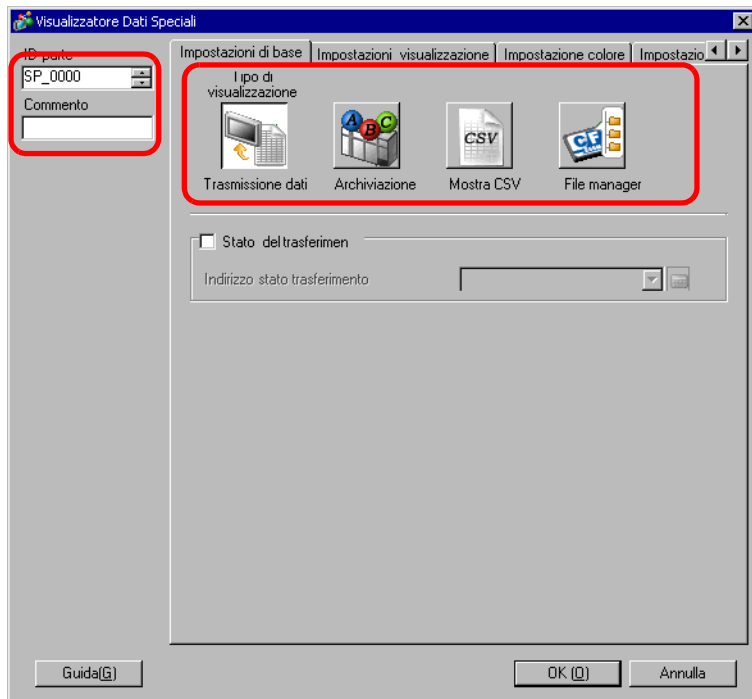 Visualizzatore Dati Speciali
ID parte
SP_0000
Commento
Impostazioni di base
Impostazioni visualizzazione
Impostazione colore
Impostazio
Tipo di
visualizzazione
ABC
CSV
CF
Trasmissione dati
Archiviazione
Mostra CSV
File manager
Stato del trasferimen
Indirizzo stato trasferimento
Guida(G)
OK (O)
Annulla